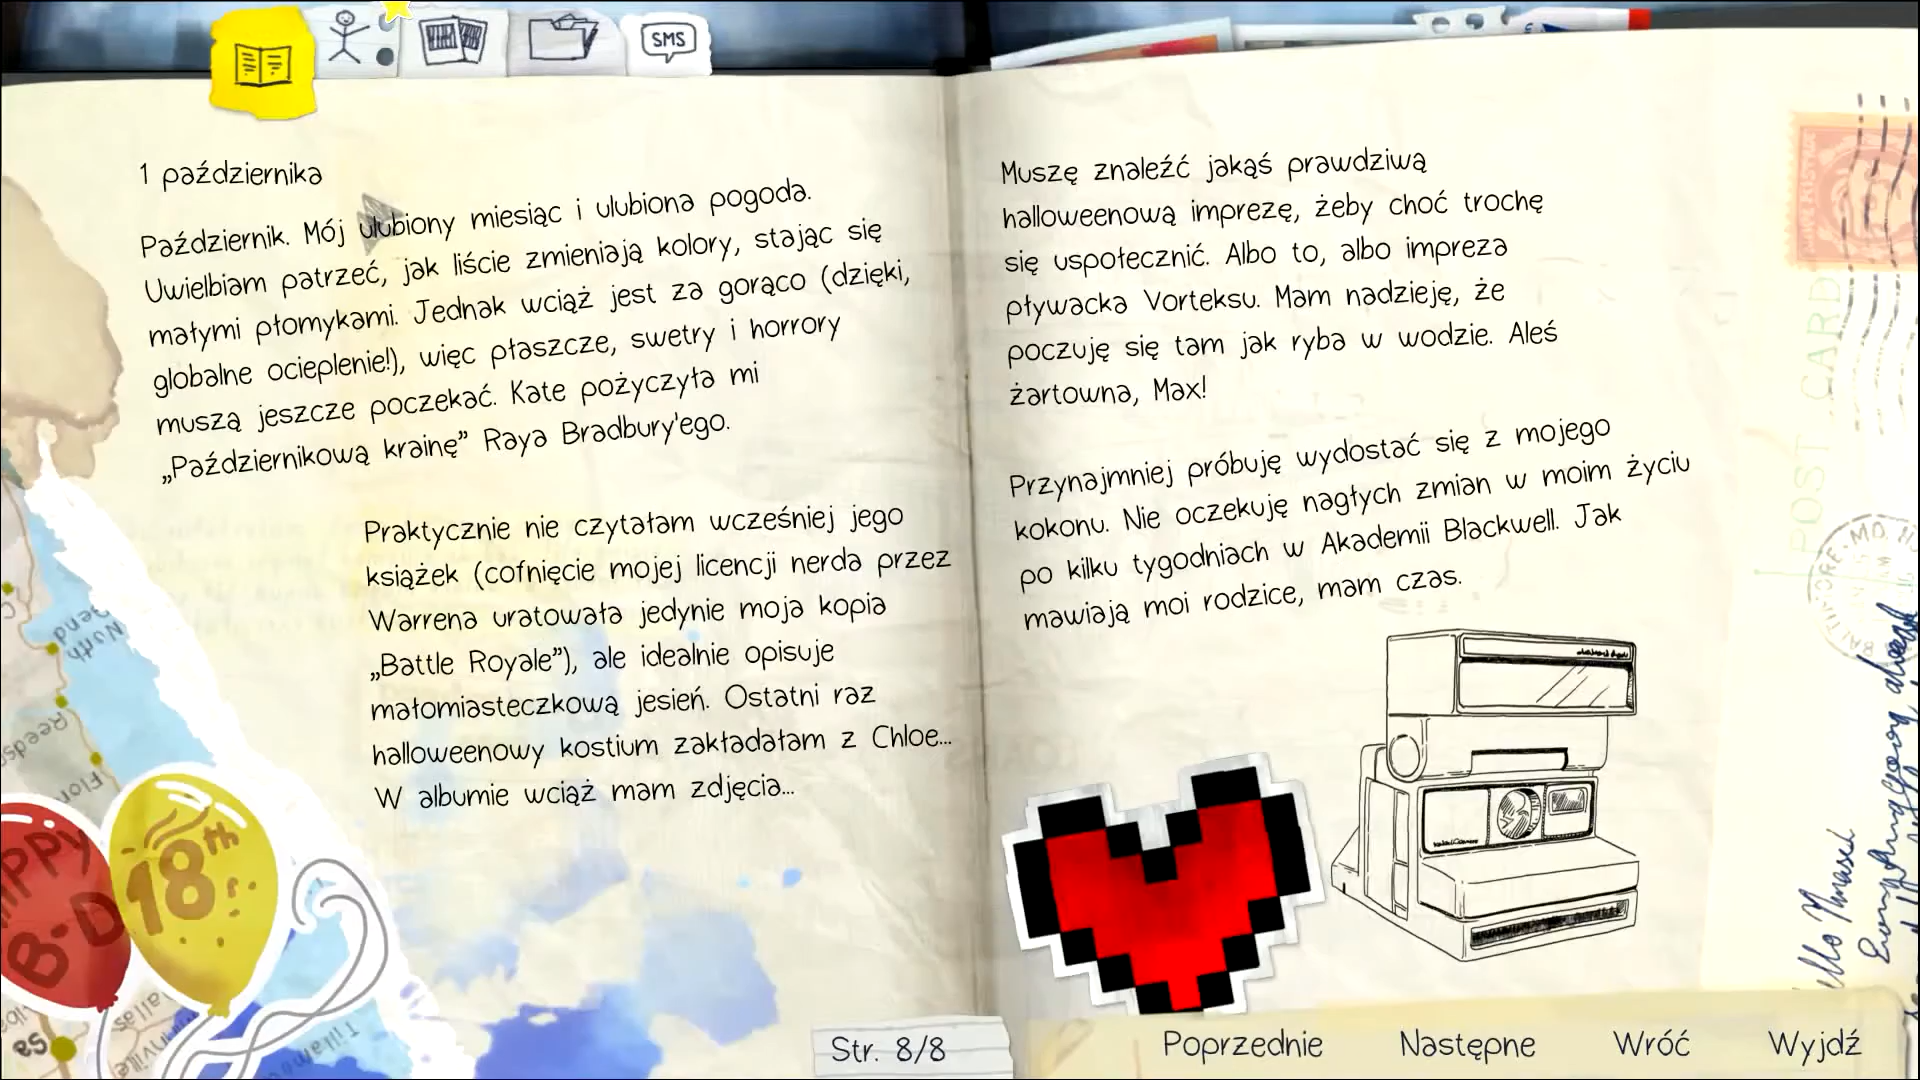 SMS
1 października
Październik. Mój ulubiony miesiąc i ulubiona pogoda.
Uwielbiam patrzeć, jak liście zmieniają kolory, stając się
małymi płomykami. Jednak wciąż jest za gorąco (dzięki,
globalne ocieplenie!), więc płaszcze, swetry i horrory
muszą jeszcze poczekać. Kate pożyczyła mi
„Październikową krainę” Raya Bradbury'ego.
Praktycznie nie czytałam wcześniej jego
książek (cofnięcie mojej licencji nerda przez
Warrena uratowała jedynie moja kopia
„Battle Royale”), ale idealnie opisuje
małomiasteczkową jesień. Ostatni raz
halloweenowy kostium zakładałam z Chloe...
W albumie wciąż mam zdjęcia...
North
Bend
HAPPY
B-D
18th
Str. 8/8
Muszę znaleźć jakąś prawdziwą
halloweenową imprezę, żeby choć trochę
się uspołecznić. Albo to, albo impreza
pływacka Vorteksu. Mam nadzieję, że
poczuję się tam jak ryba w wodzie. Aleś
żartowna, Max!
Przynajmniej próbuję wydostać się z mojego
kokonu. Nie oczekuję nagłych zmian w moim życiu
po kilku tygodniach w Akademii Blackwell. Jak
mawiają moi rodzice, mam czas.
POST CARD
Poprzednie Następne Wróć Wyjdź